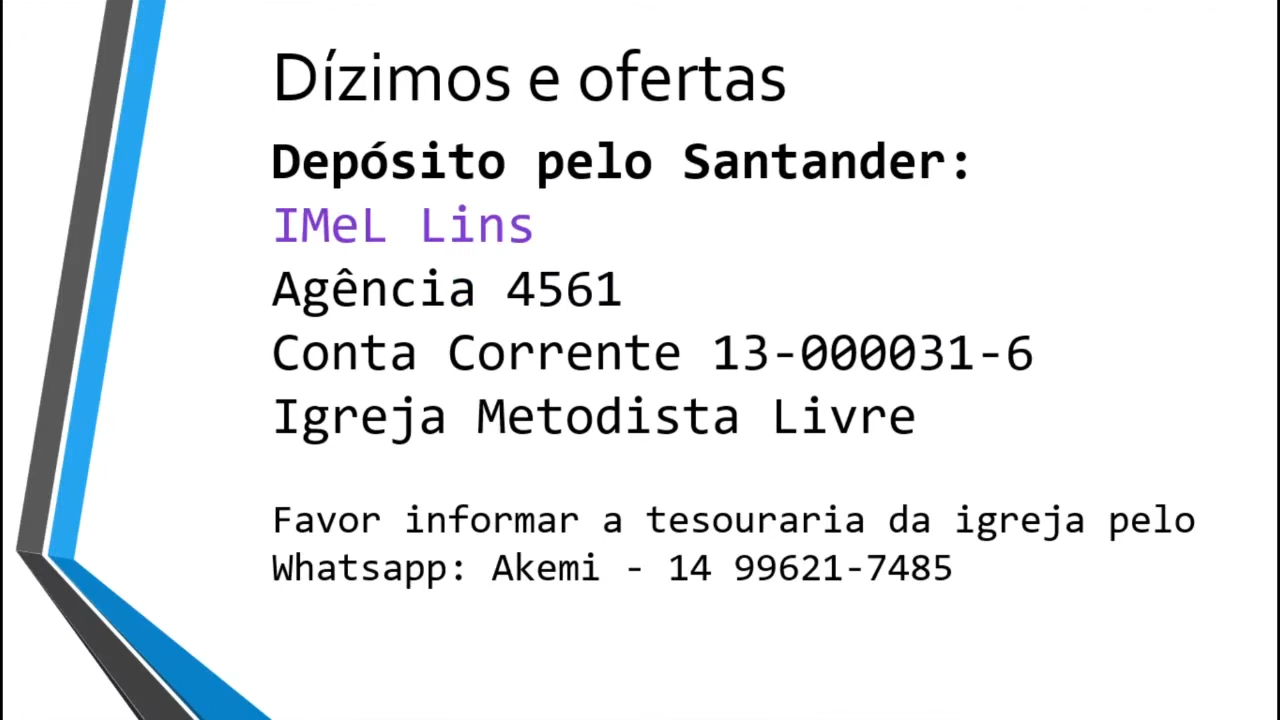 Dízimos e ofertas
Depósito pelo Santander:
IMeL Lins
Agência 4561
Conta Corrente 13-000031-6
Igreja Metodista Livre
Favor informar a tesouraria da igreja pelo
Whatsapp: Akemi - 14 99621-7485